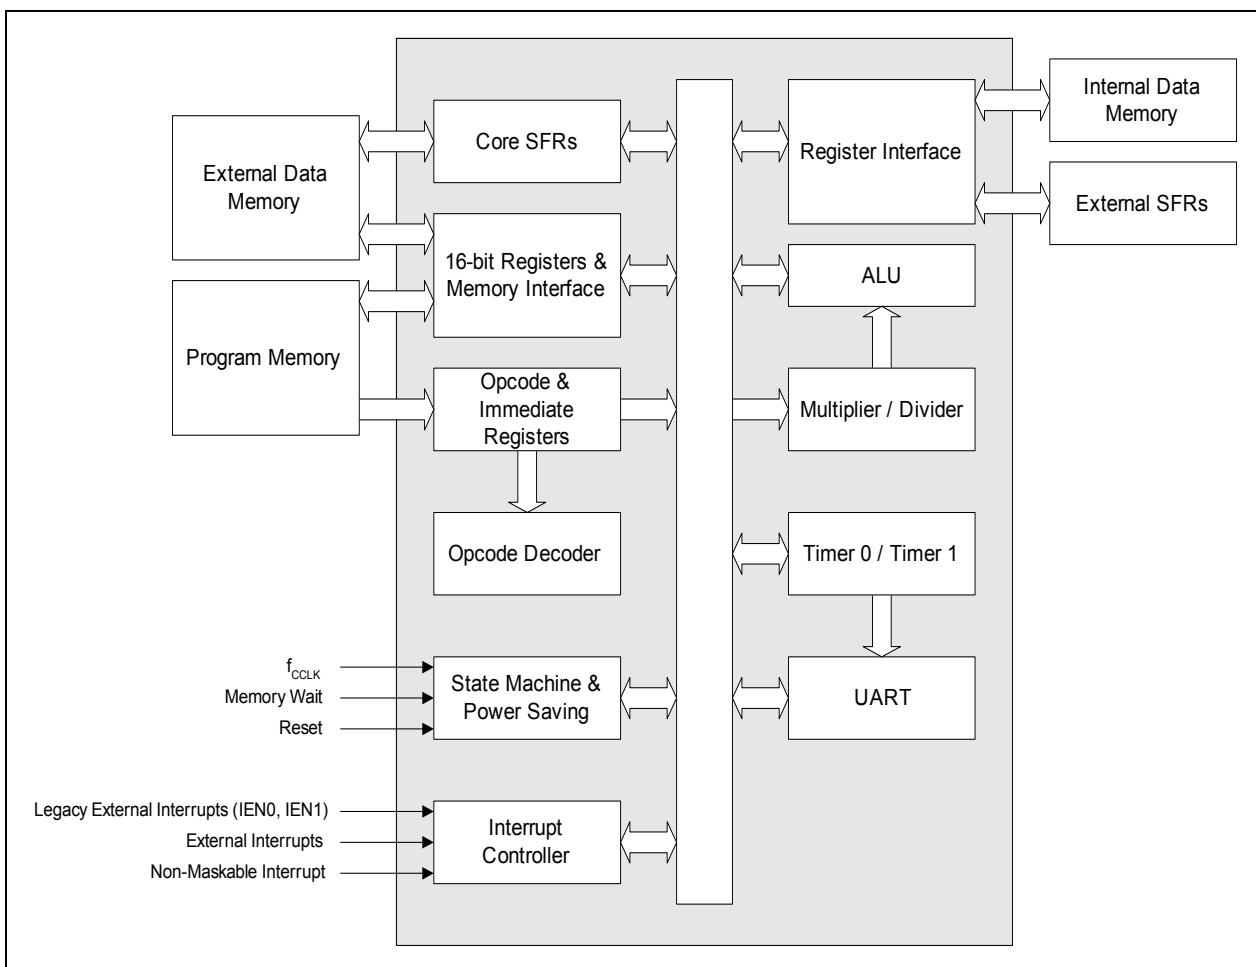 Internal Data
Memory
Core SFRs
External Data
Memory
Register Interface
External SFRs
16-bit Registers &
Memory Interface
ALU
Program Memory
Opcode &
Immediate
Registers
Multiplier / Divider
Opcode Decoder
Timer 0 / Timer 1
fCCLK
Memory Wait
Reset
State Machine &
Power Saving
UART
Legacy External Interrupts (IEN0, IEN1)
External Interrupts
Non-Maskable Interrupt
Interrupt
Controller